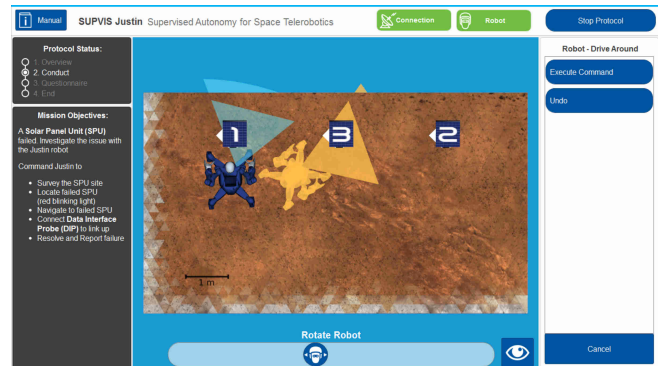 Manual
SUPVIS Justin Supervised Autonomy for Space Telerobotics
Connection
Robot
Stop Protocol
Protocol Status:
1. Overview
2. Conduct
3. Questionnaire
4. End
Mission Objectives:
A Solar Panel Unit (SPU)
failed. Investigate the issue with
the Justin robot
Command Justin to
• Survey the SPU site
• Locate failed SPU
(red blinking light)
• Navigate to failed SPU
• Connect Data Interface
Probe (DIP) to link up
• Resolve and Report failure
1
3
2
1 m
Rotate Robot
Robot - Drive Around
Execute Command
Undo
Cancel